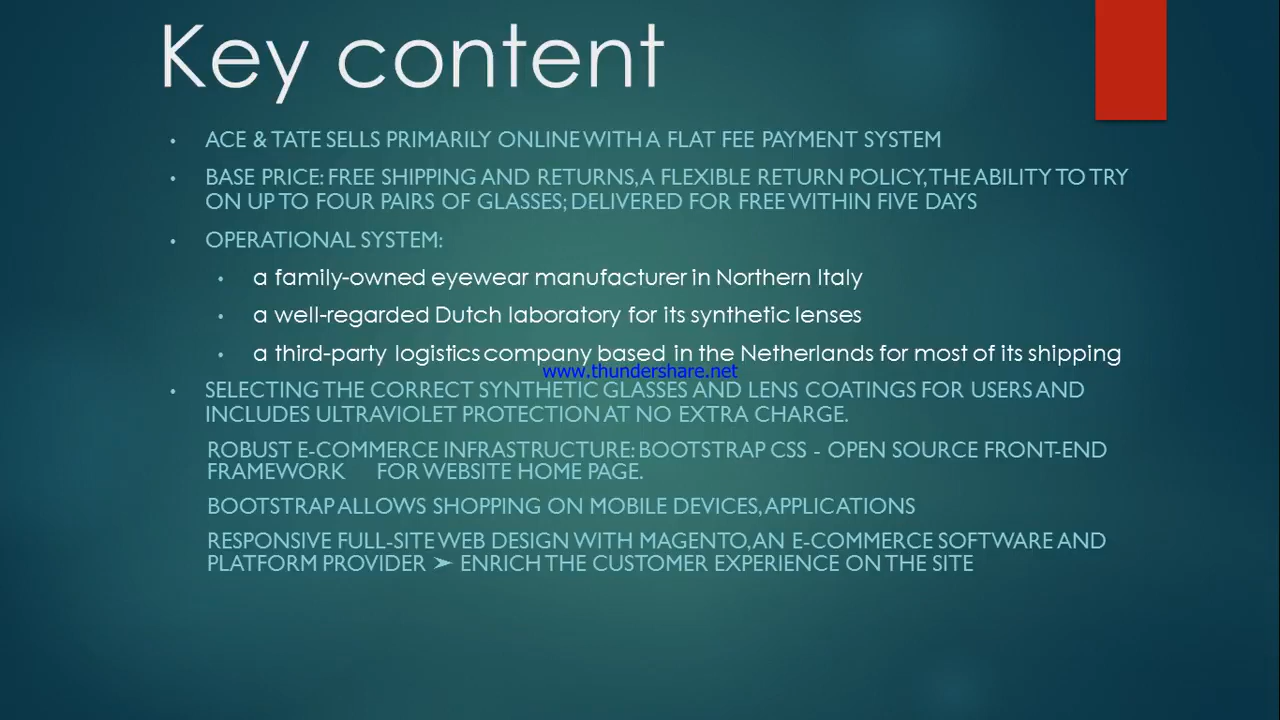 Key content
• ACE & TATE SELLS PRIMARILY ONLINE WITH A FLAT FEE PAYMENT SYSTEM
• BASE PRICE: FREE SHIPPING AND RETURNS, A FLEXIBLE RETURN POLICY, THE ABILITY TO TRY
ON UP TO FOUR PAIRS OF GLASSES; DELIVERED FOR FREE WITHIN FIVE DAYS
• OPERATIONAL SYSTEM:
• a family-owned eyewear manufacturer in Northern Italy
• a well-regarded Dutch laboratory for its synthetic lenses
• a third-party logistics company based in the Netherlands for most of its shipping
www.thundershare.net
• SELECTING THE CORRECT SYNTHETIC GLASSES AND LENS COATINGS FOR USERS AND
INCLUDES ULTRAVIOLET PROTECTION AT NO EXTRA CHARGE.
ROBUST E-COMMERCE INFRASTRUCTURE: BOOTSTRAP CSS - OPEN SOURCE FRONT-END
FRAMEWORK FOR WEBSITE HOME PAGE.
BOOTSTRAP ALLOWS SHOPPING ON MOBILE DEVICES, APPLICATIONS
RESPONSIVE FULL-SITE WEB DESIGN WITH MAGENTO, AN E-COMMERCE SOFTWARE AND
PLATFORM PROVIDER ➢ ENRICH THE CUSTOMER EXPERIENCE ON THE SITE